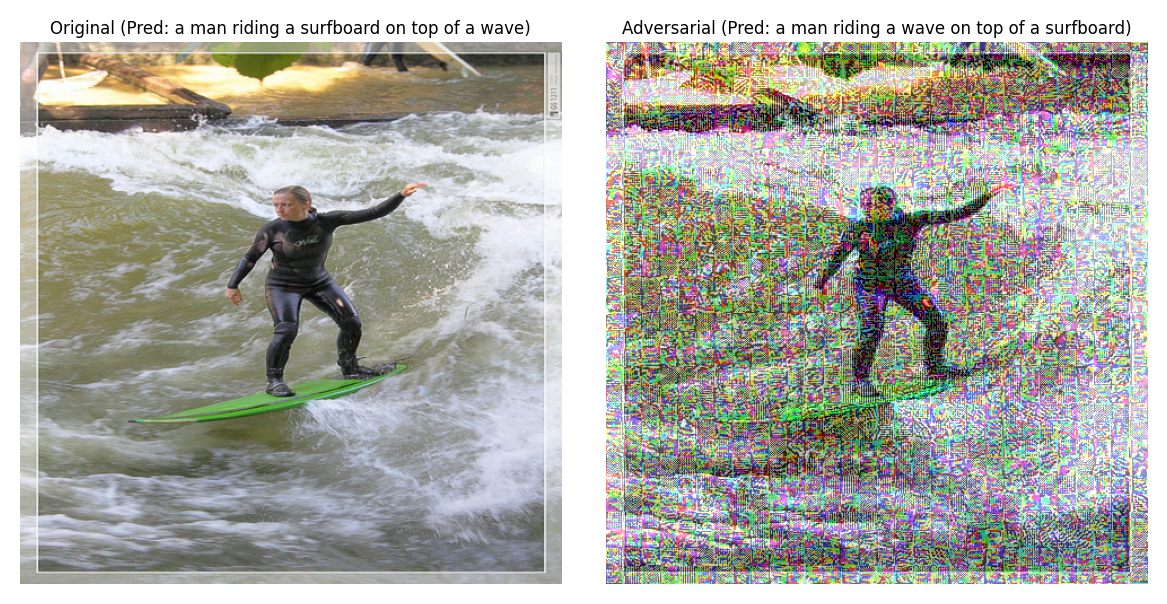 Original (Pred: a man riding a surfboard on top of a wave)
Adversarial (Pred: a man riding a wave on top of a surfboard)